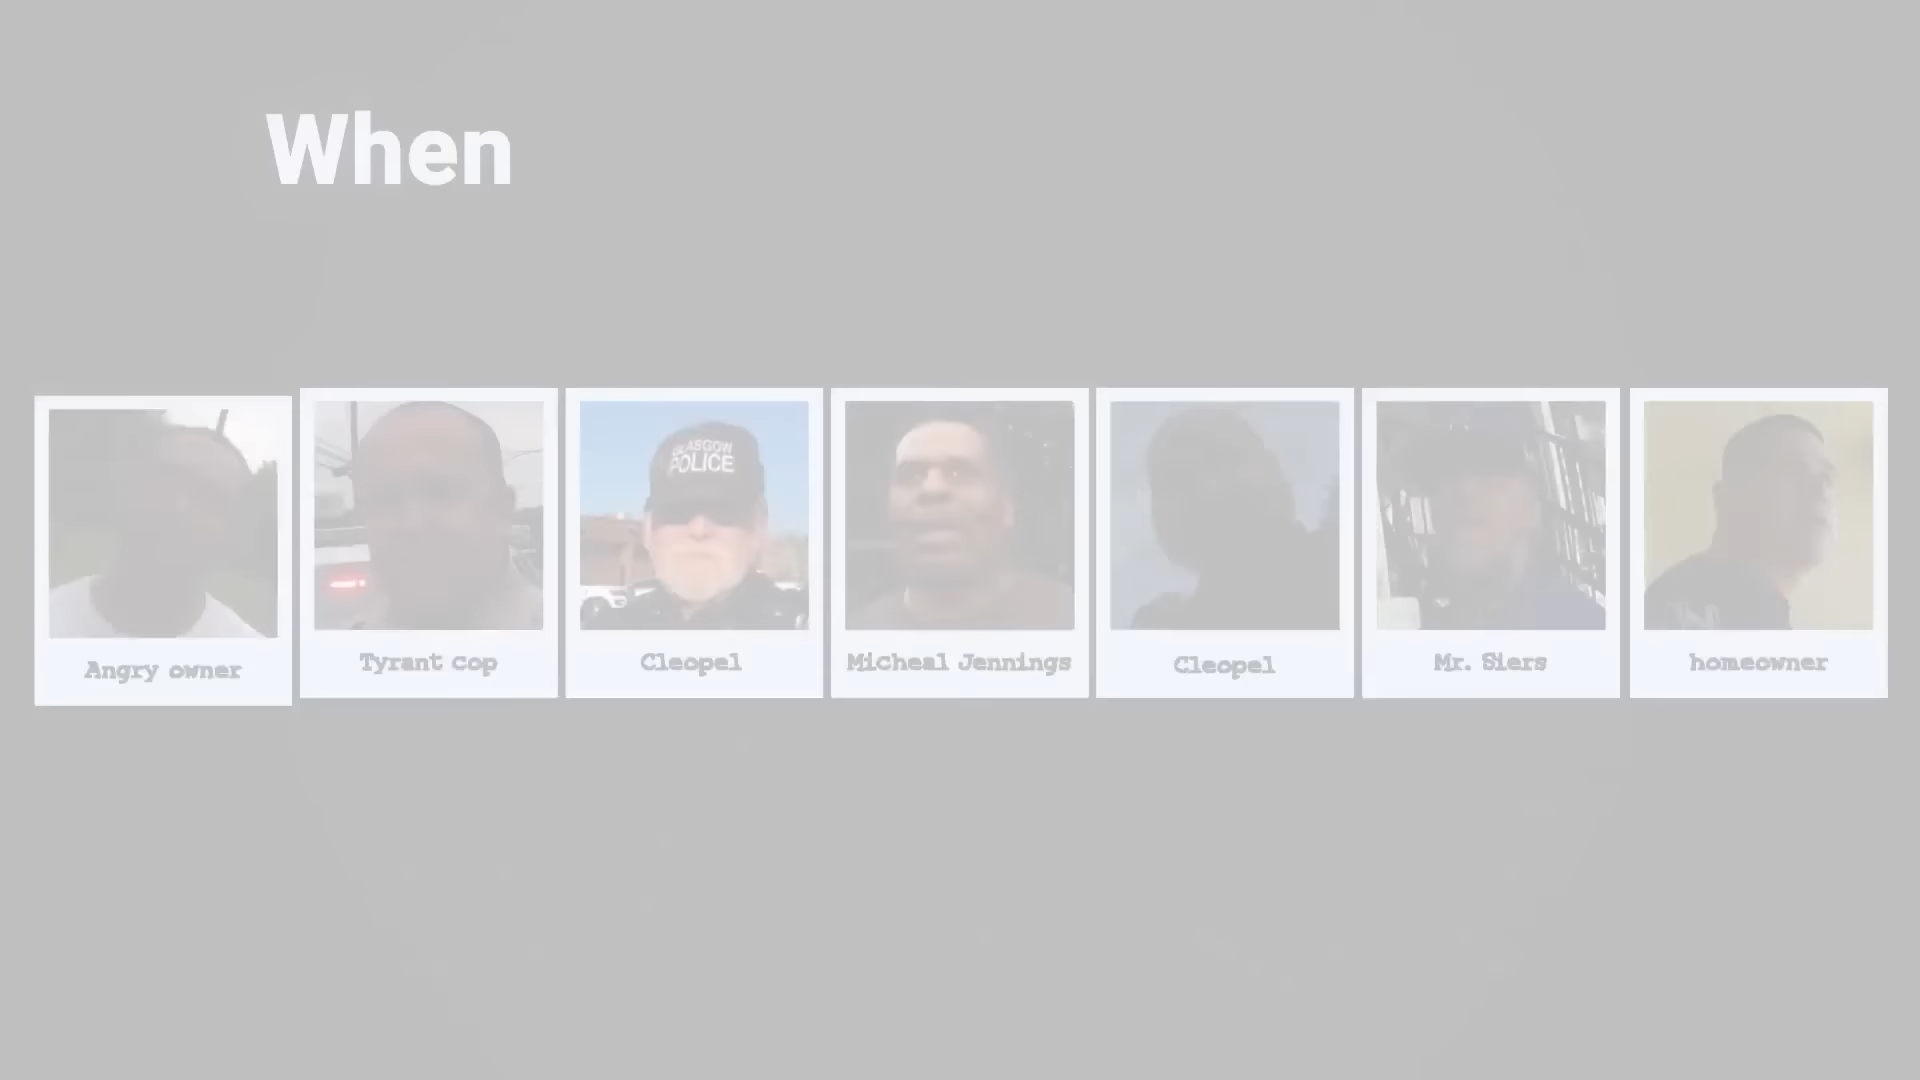 When
GLASGOW
POLICE
Angry owner
Tyrant cop
Cleopel
Micheal Jennings
Cleopel
Mr. Siers
homeowner